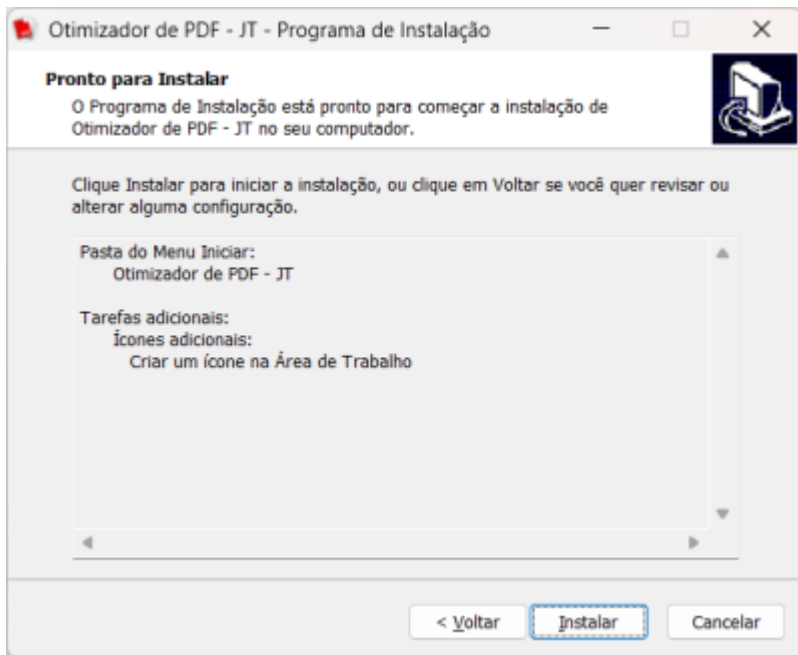 Otimizador de PDF - JT - Programa de Instalação
Pronto para Instalar
O Programa de Instalação está pronto para começar a instalação de
Otimizador de PDF - JT no seu computador.
Clique Instalar para iniciar a instalação, ou clique em Voltar se você quer revisar ou
alterar alguma configuração.
Pasta do Menu Iniciar:
Otimizador de PDF - JT
Tarefas adicionais:
Ícones adicionais:
Criar um ícone na Área de Trabalho
< Voltar
Instalar
Cancelar